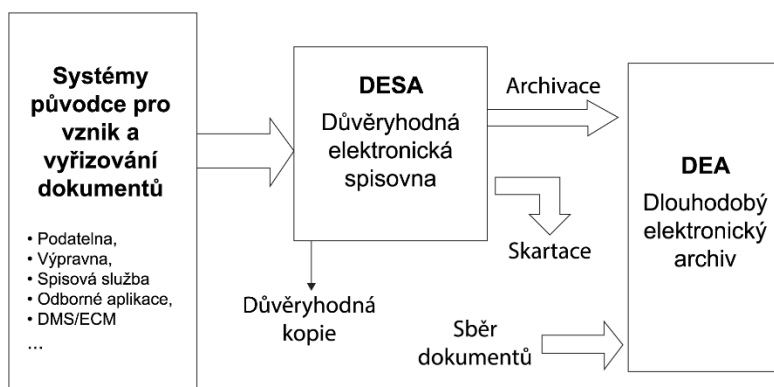 Systémy
původce pro
vznik a
vyřizování
dokumentů
• Podatelna,
• Výpravna,
• Spisová služba
• Odborné aplikace,
• DMS/ECM
...
DESA
Důvěryhodná
elektronická
spisovna
Důvěryhodná
kopie
Archivace
Skartace
Sběr
dokumentů
DEA
Dlouhodobý
elektronický
archiv